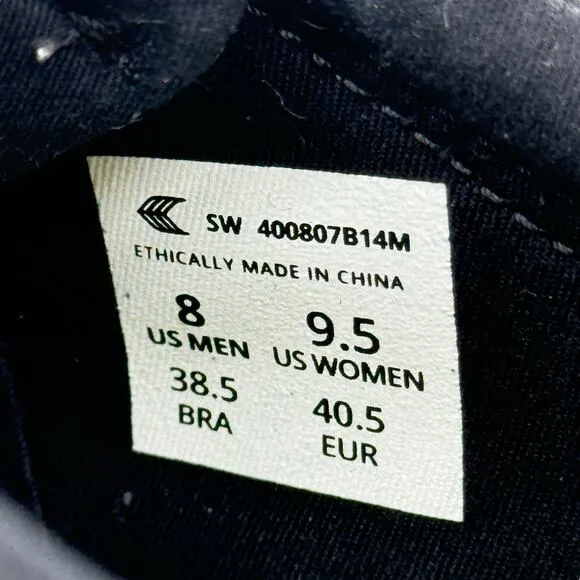 SW 400807B14M
ETHICALLY MADE IN CHINA
8 9.5
US MEN US WOMEN
38.5 40.5
BRA EUR